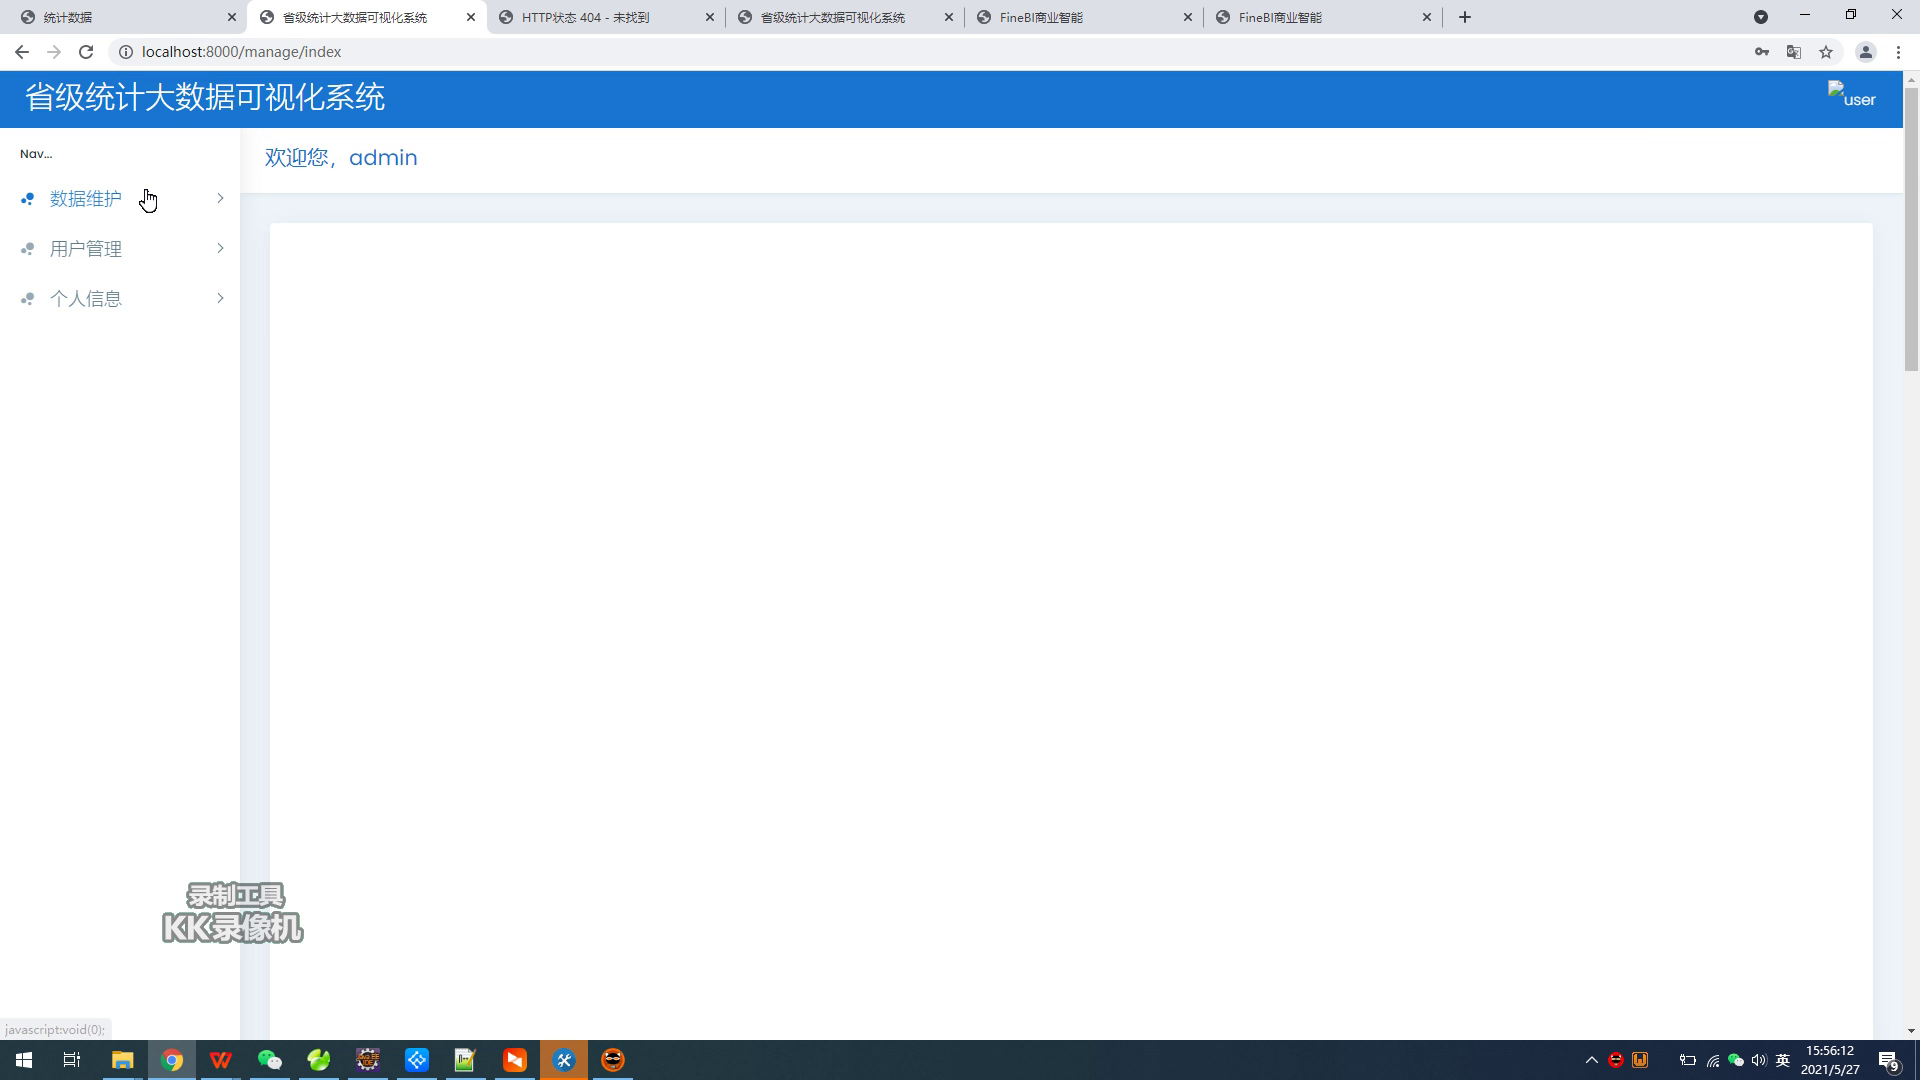 统计数据
省级统计大数据可视化系统
HTTP状态 404 - 未找到
省级统计大数据可视化系统
FineBI商业智能
FineBI商业智能
localhost:8000/manage/index
省级统计大数据可视化系统
user
Nav...
欢迎您，admin
数据维护
用户管理
个人信息
录制工具
KK录像机
javascript:void(0);
英
15:56:12
2021/5/27
9